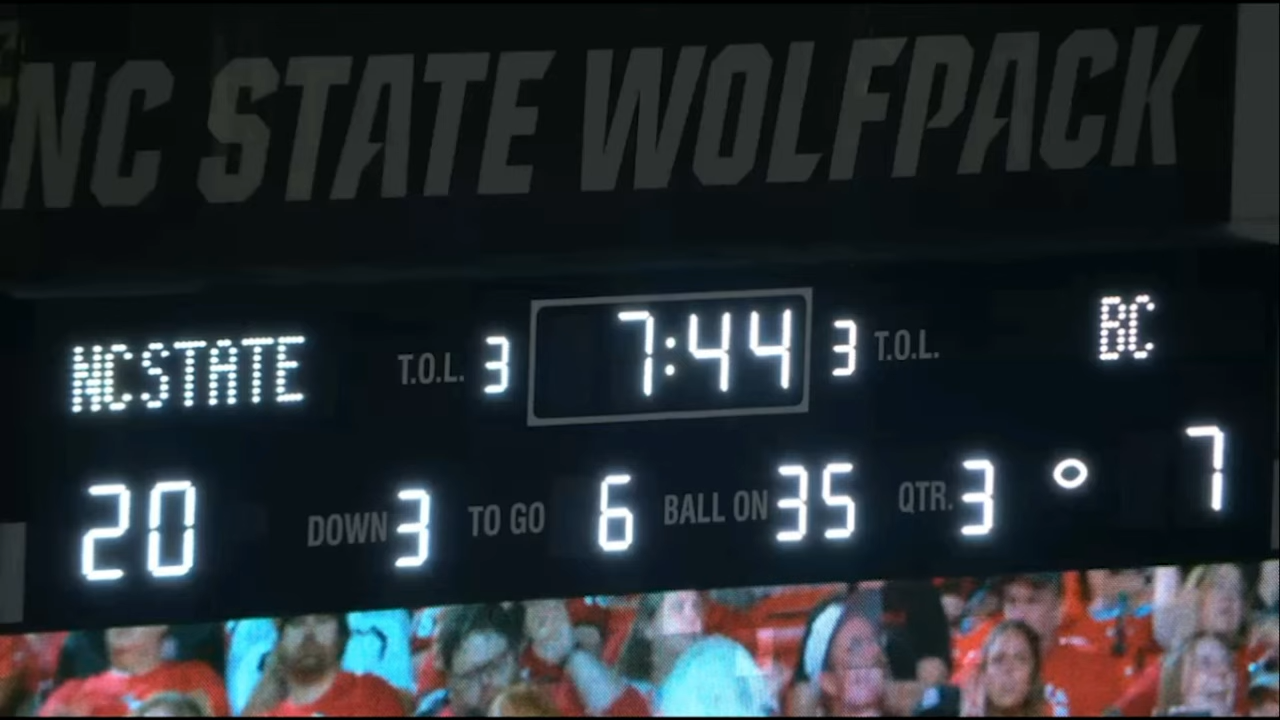 NC STATE WOLFPACK
NCSTATE T.O.L. 3 7:44 3 T.O.L. BC
20 DOWN 3 TO GO 6 BALL ON 35 QTR. 3 7